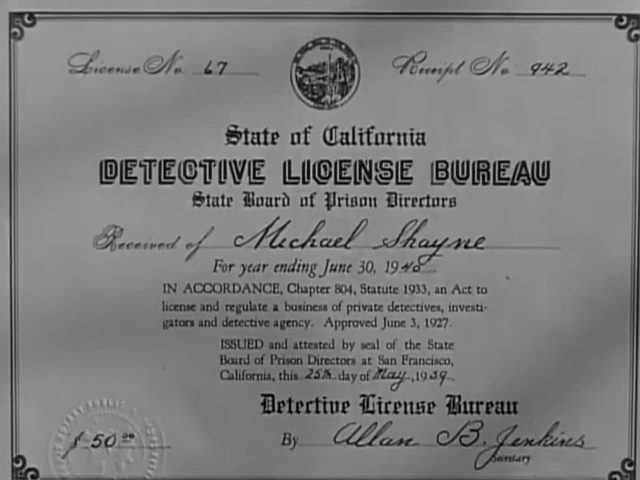 License No. 67
Receipt No 942
State of California
DETECTIVE LICENSE BUREAU
State Board of Prison Directors
Received of Michael Shayne
For year ending June 30, 1940
IN ACCORDANCE, Chapter 804, Statute 1933, an Act to
license and regulate a business of private detectives, investi-
gators and detective agency. Approved June 3, 1927.
ISSUED and attested by seal of the State
Board of Prison Directors at San Francisco,
California, this 25th day of May, 1939.
Detective License Bureau
$ 50.00
By Allan B. Jenkins
Secretary